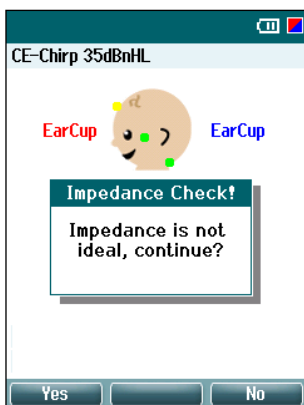 CE-Chirp 35dBnHL
EarCup EarCup
Impedance Check!
Impedance is not
ideal, continue?
Yes No